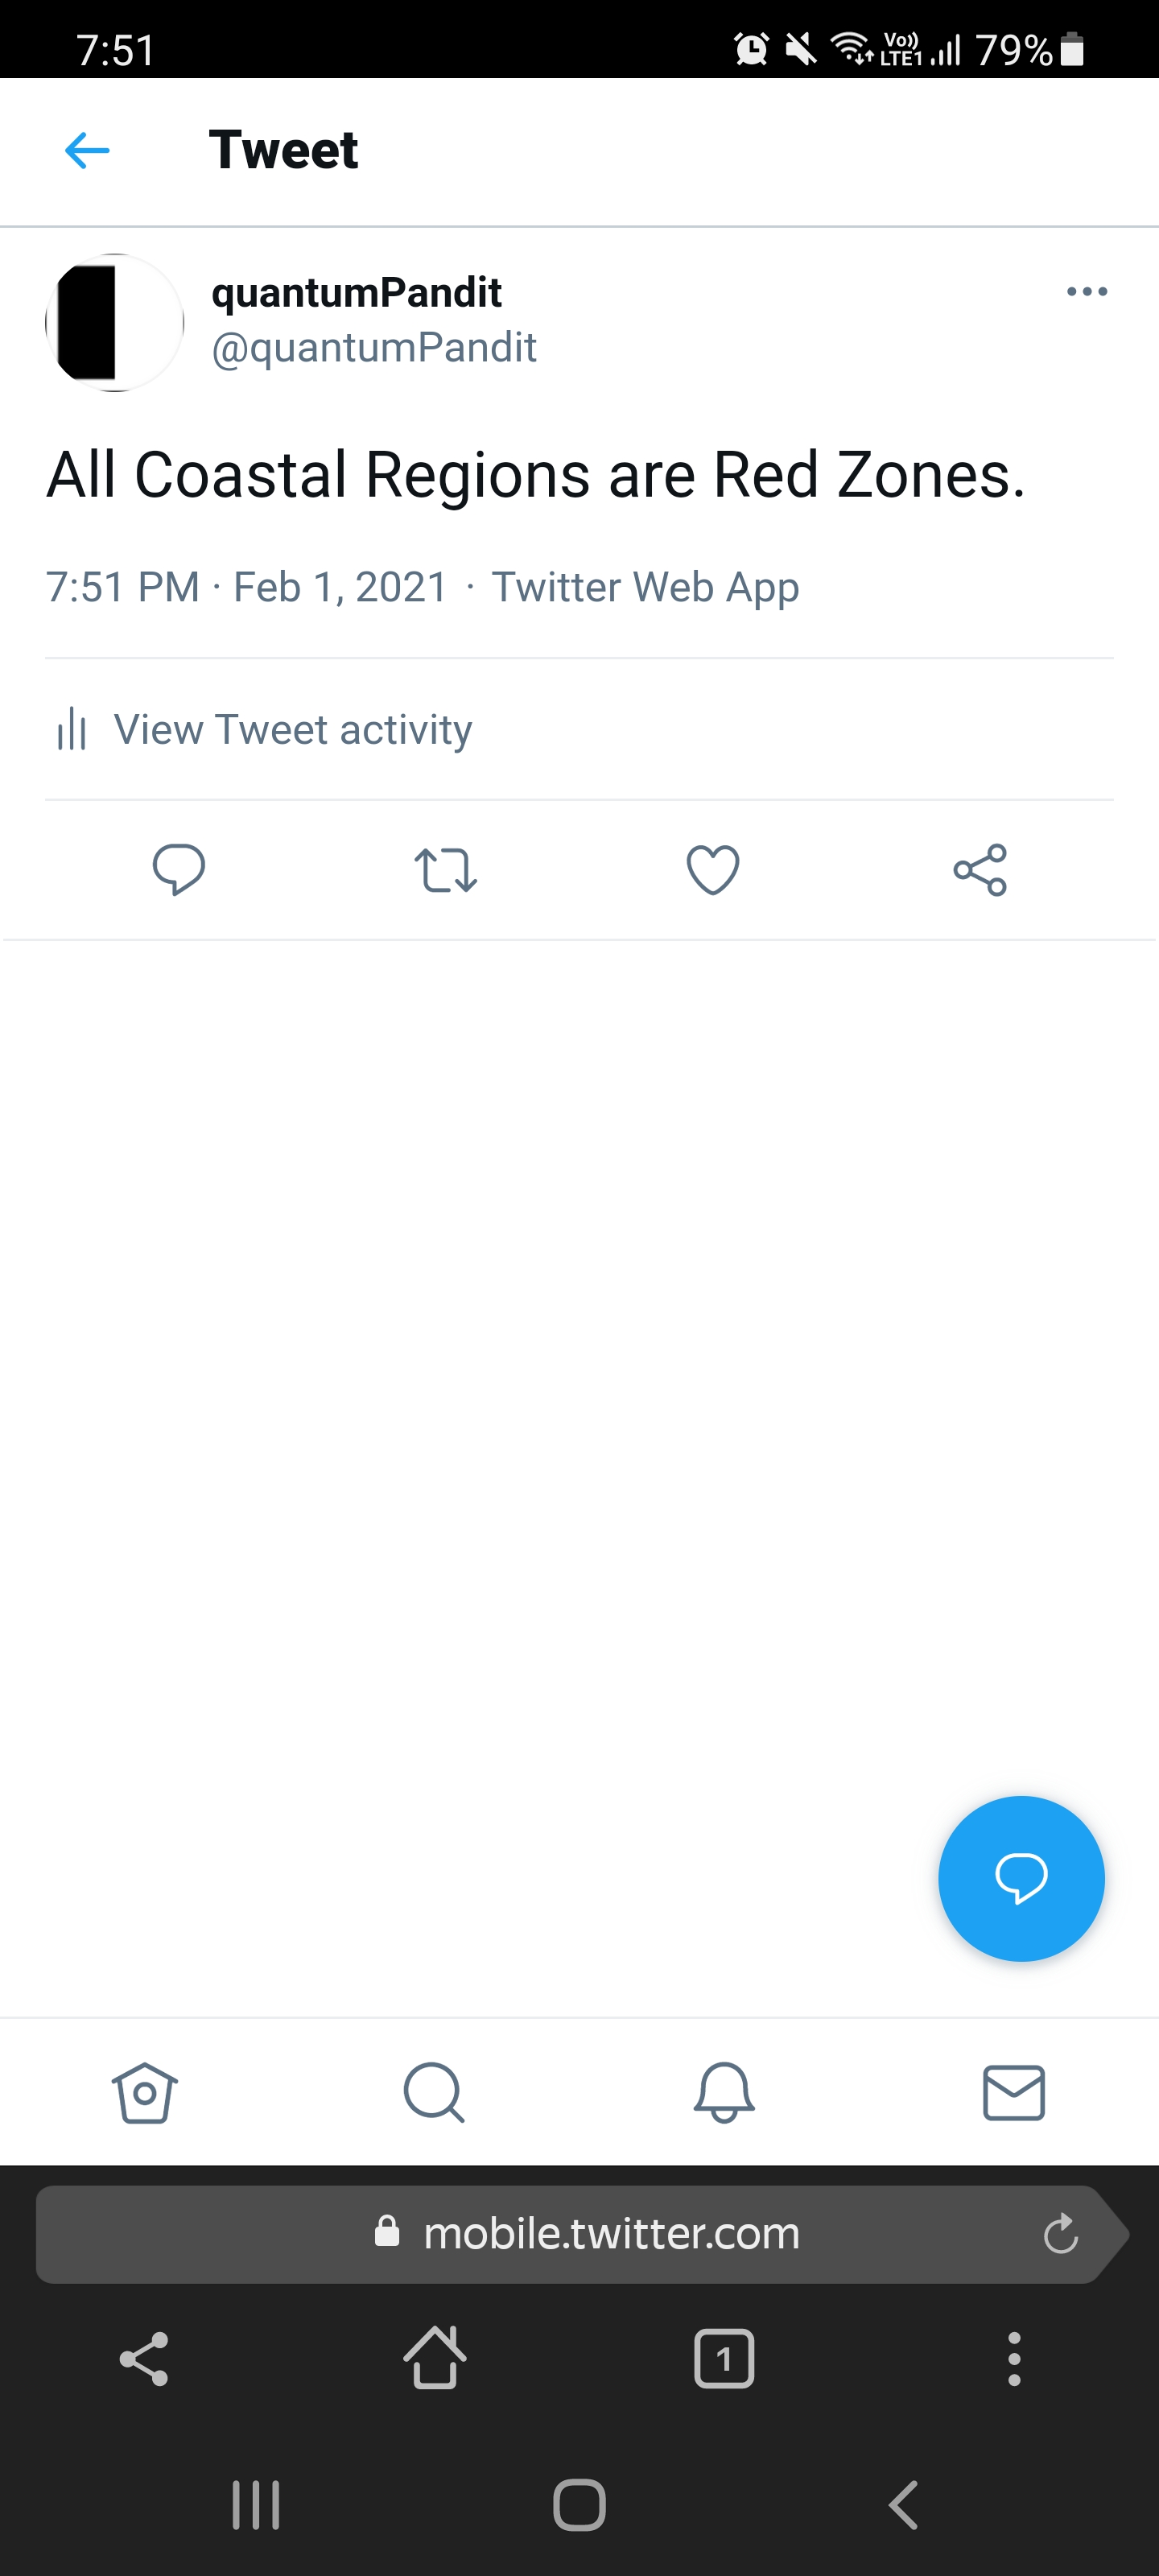 7:51 Vo)) LTE1 79%
Tweet
quantumPandit
@quantumPandit
All Coastal Regions are Red Zones.
7:51 PM · Feb 1, 2021 · Twitter Web App
View Tweet activity
mobile.twitter.com
1